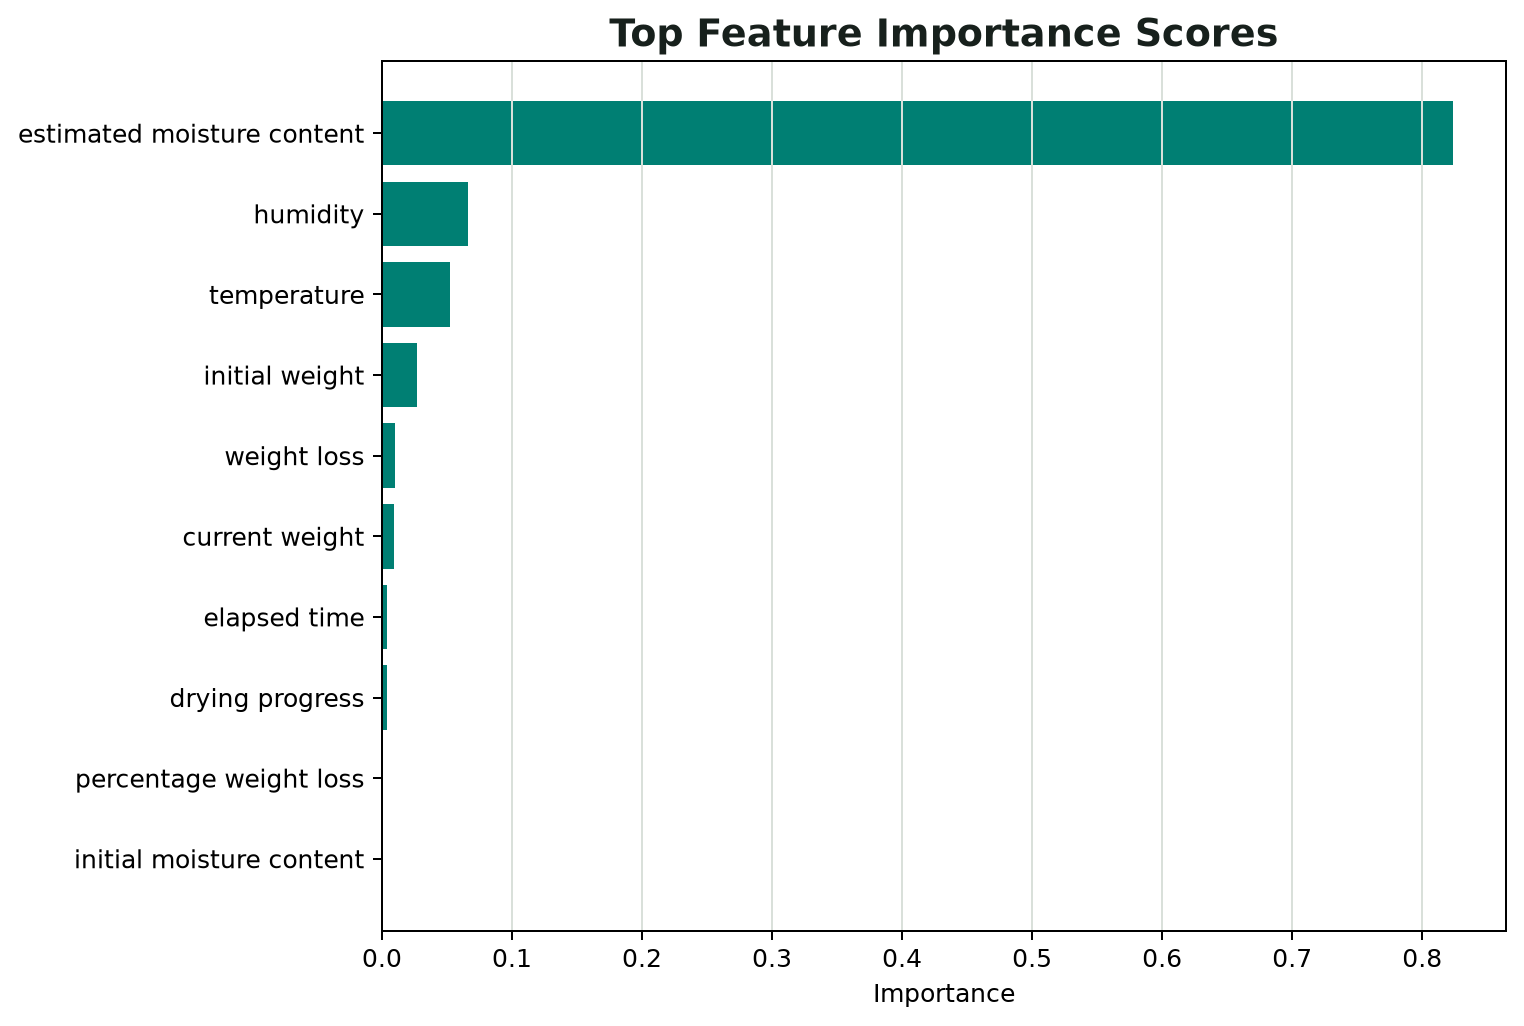 Top Feature Importance Scores
estimated moisture content
humidity
temperature
initial weight
weight loss
current weight
elapsed time
drying progress
percentage weight loss
initial moisture content
0.0 0.1 0.2 0.3 0.4 0.5 0.6 0.7 0.8
Importance